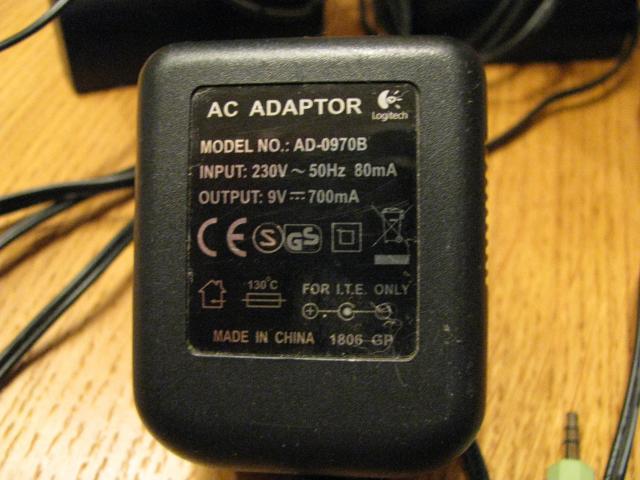 AC ADAPTOR
Logitech
MODEL NO.: AD-0970B
INPUT: 230V ~ 50Hz 80mA
OUTPUT: 9V ⎓ 700mA
CE S GS
130°C
FOR I.T.E. ONLY
MADE IN CHINA 1806 GP